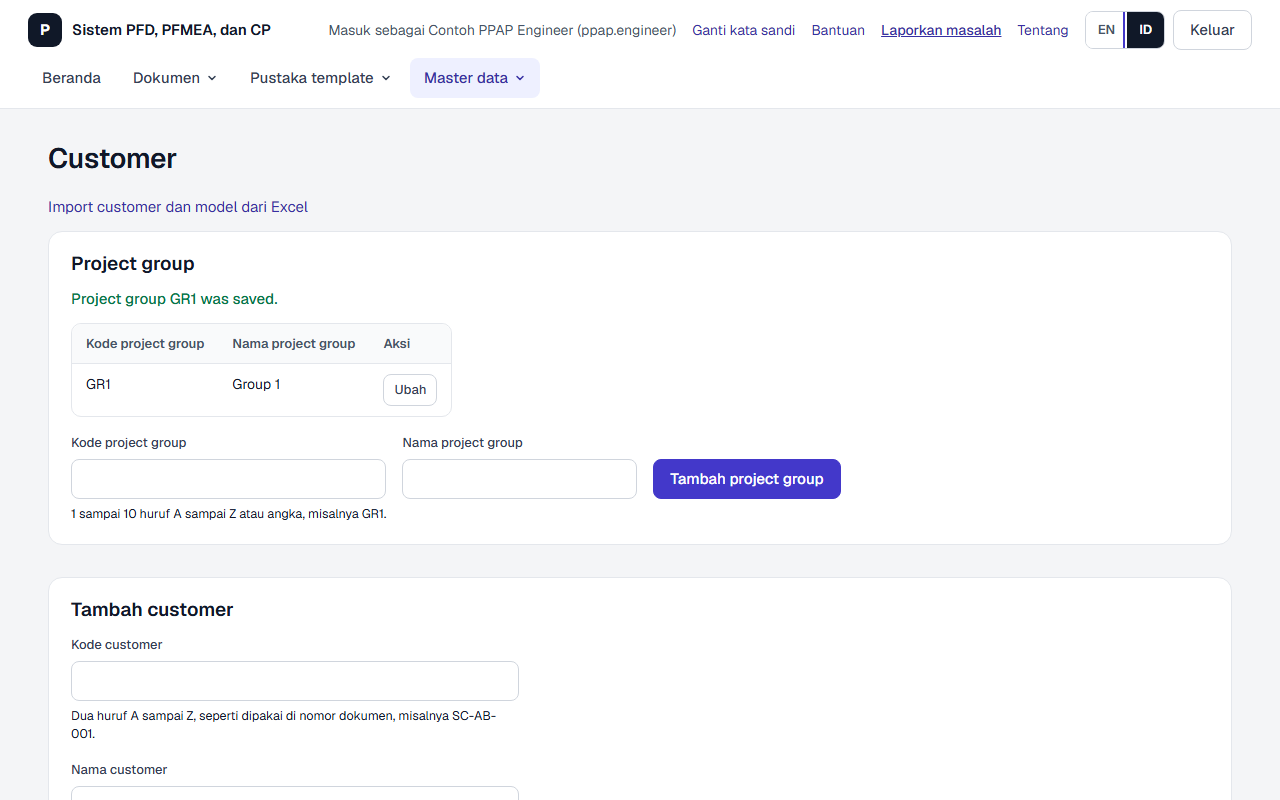 P
Sistem PFD, PFMEA, dan CP
Masuk sebagai Contoh PPAP Engineer (ppap.engineer)
Ganti kata sandi
Bantuan
Laporkan masalah
Tentang
EN
ID
Keluar
Beranda
Dokumen
Pustaka template
Master data
Customer
Import customer dan model dari Excel
Project group
Project group GR1 was saved.
Kode project group Nama project group Aksi
GR1 Group 1 Ubah
Kode project group
Nama project group
Tambah project group
1 sampai 10 huruf A sampai Z atau angka, misalnya GR1.
Tambah customer
Kode customer
Dua huruf A sampai Z, seperti dipakai di nomor dokumen, misalnya SC-AB-
001.
Nama customer